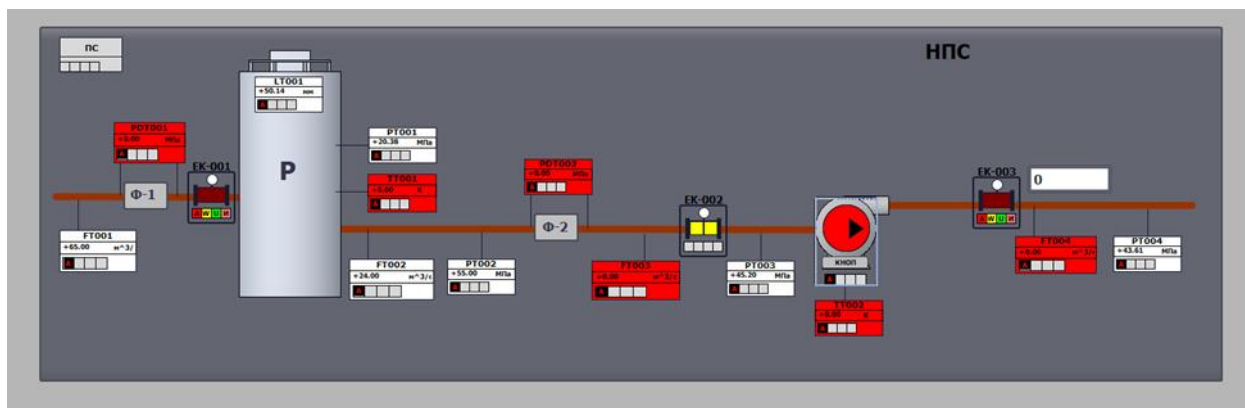 ПС
НПС
LT001
+50.14 мм
А
PDT001
+0.00 МПа
А
EK-001
А W U И
Ф-1
FT001
+65.00 м^3/
А
Р
PT001
+20.38 МПа
А
TT001
+0.00 К
А
FT002
+24.00 м^3/с
А
PT002
+55.00 МПа
А
PDT002
+0.00 МПа
А
Ф-2
FT003
+0.00 м^3/с
А
EK-002
PT003
+45.20 МПа
А
КНОП
А
TT002
+0.00 К
А
EK-003
А W U И
0
FT004
+0.00 м^3/с
А
PT004
+43.61 МПа
А